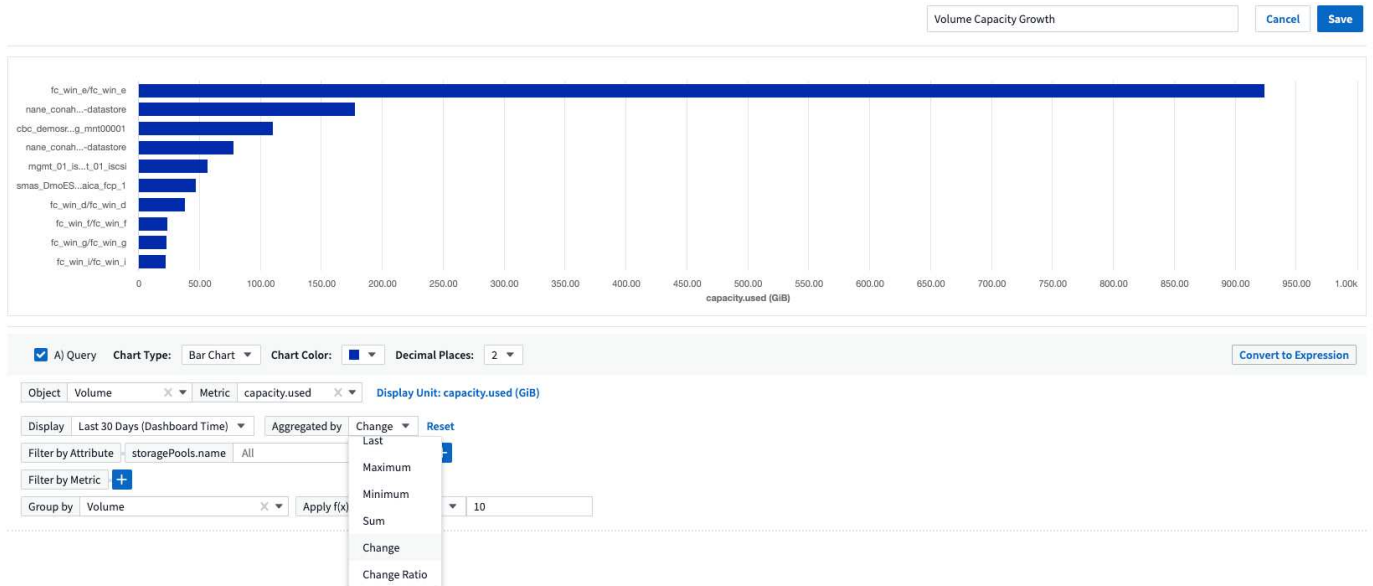 Volume Capacity Growth Cancel Save
fc_win_e/fc_win_e
nane_conah...-datastore
cbc_demosr...g_mnt00001
nane_conah...-datastore
mgmt_01_is...t_01_iscsi
smas_DmoES...aica_fcp_1
fc_win_d/fc_win_d
fc_win_f/fc_win_f
fc_win_g/fc_win_g
fc_win_i/fc_win_i
0 50.00 100.00 150.00 200.00 250.00 300.00 350.00 400.00 450.00 500.00 550.00 600.00 650.00 700.00 750.00 800.00 850.00 900.00 950.00 1.00k
capacity.used (GiB)
A) Query Chart Type: Bar Chart Chart Color: Decimal Places: 2 Convert to Expression
Object Volume Metric capacity.used Display Unit: capacity.used (GiB)
Display Last 30 Days (Dashboard Time) Aggregated by Change Reset
Last
Filter by Attribute storagePools.name All
Maximum
Filter by Metric +
Minimum
Group by Volume Apply f(x) 10
Sum
Change
Change Ratio